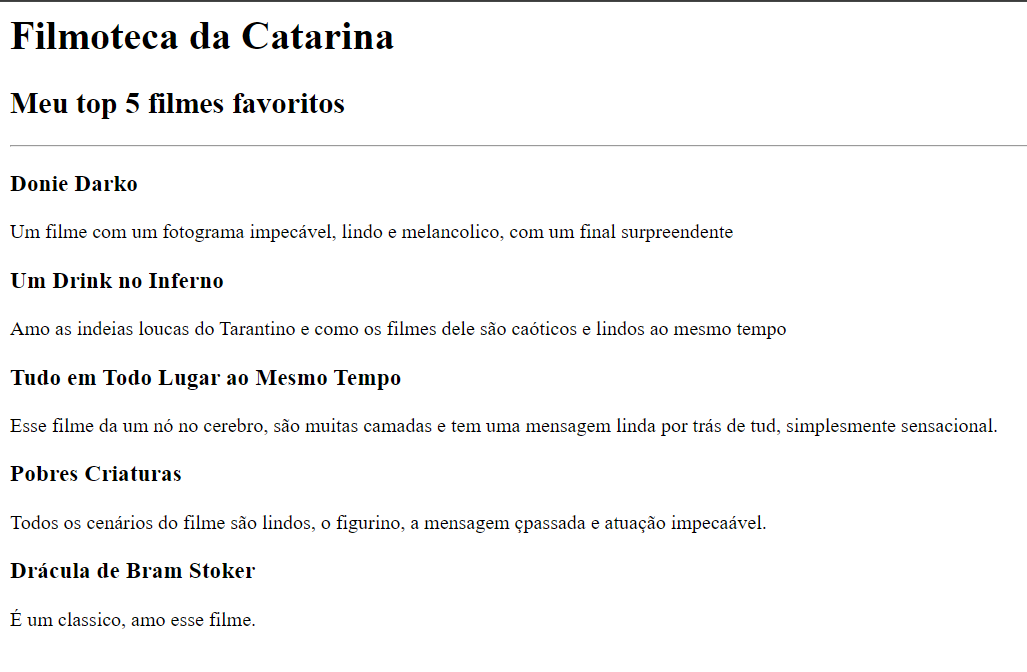 Filmoteca da Catarina
Meu top 5 filmes favoritos
Donie Darko
Um filme com um fotograma impecável, lindo e melancolico, com um final surpreendente
Um Drink no Inferno
Amo as indeias loucas do Tarantino e como os filmes dele são caóticos e lindos ao mesmo tempo
Tudo em Todo Lugar ao Mesmo Tempo
Esse filme da um nó no cerebro, são muitas camadas e tem uma mensagem linda por trás de tud, simplesmente sensacional.
Pobres Criaturas
Todos os cenários do filme são lindos, o figurino, a mensagem çpassada e atuação impecaável.
Drácula de Bram Stoker
É um classico, amo esse filme.